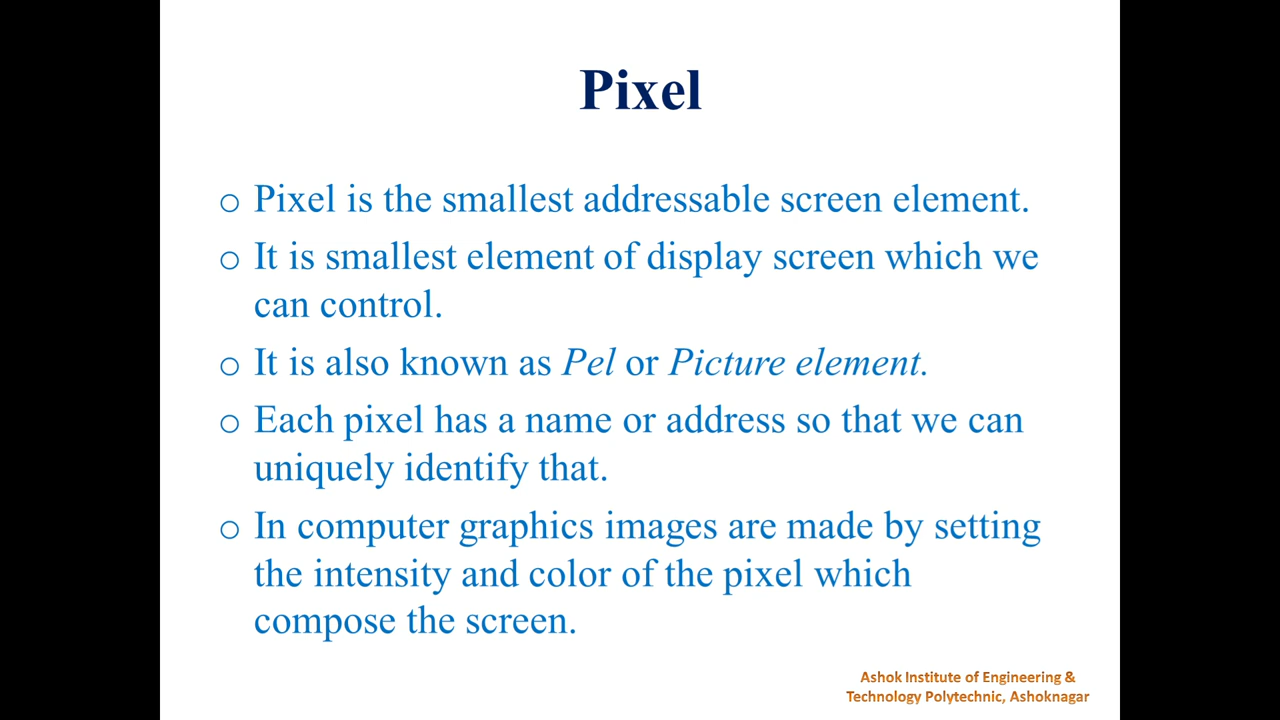 Pixel
o Pixel is the smallest addressable screen element.
o It is smallest element of display screen which we
can control.
o It is also known as Pel or Picture element.
o Each pixel has a name or address so that we can
uniquely identify that.
o In computer graphics images are made by setting
the intensity and color of the pixel which
compose the screen.
Ashok Institute of Engineering &
Technology Polytechnic, Ashoknagar